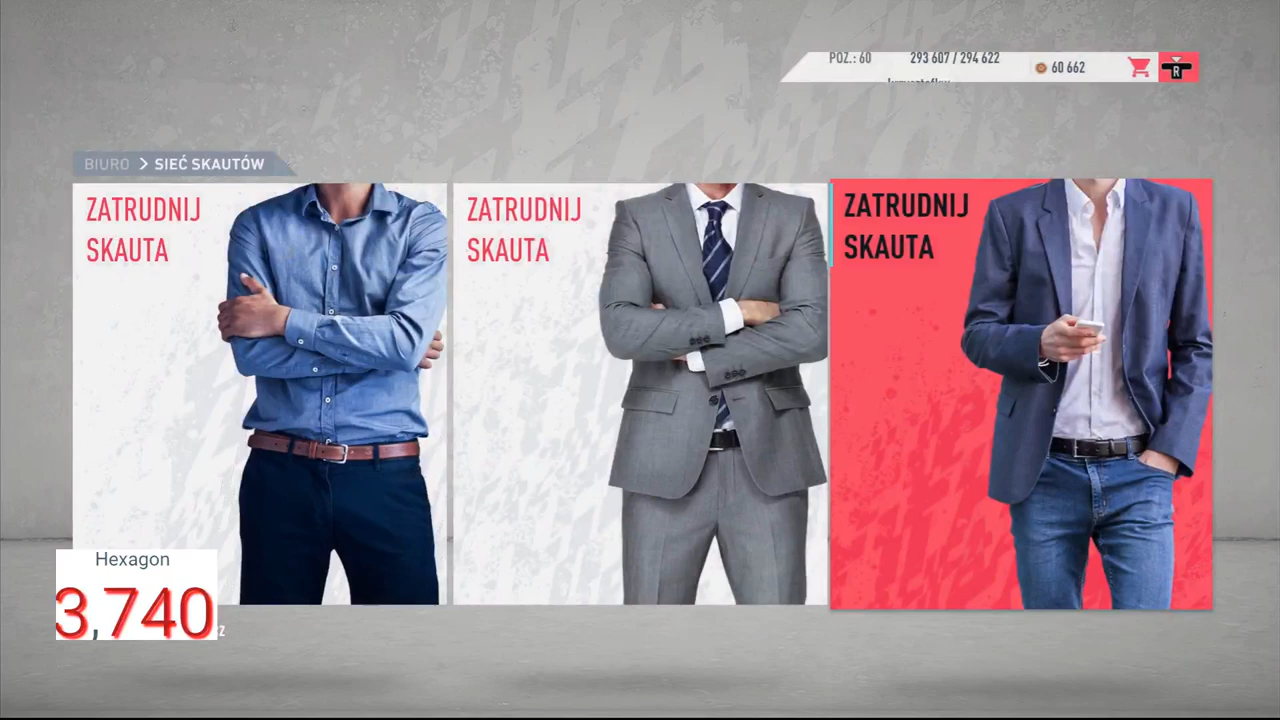 POZ.: 60
293 607 / 294 622
60 662
R
BIURO > SIEĆ SKAUTÓW
ZATRUDNIJ
SKAUTA
ZATRUDNIJ
SKAUTA
ZATRUDNIJ
SKAUTA
Hexagon
3,740